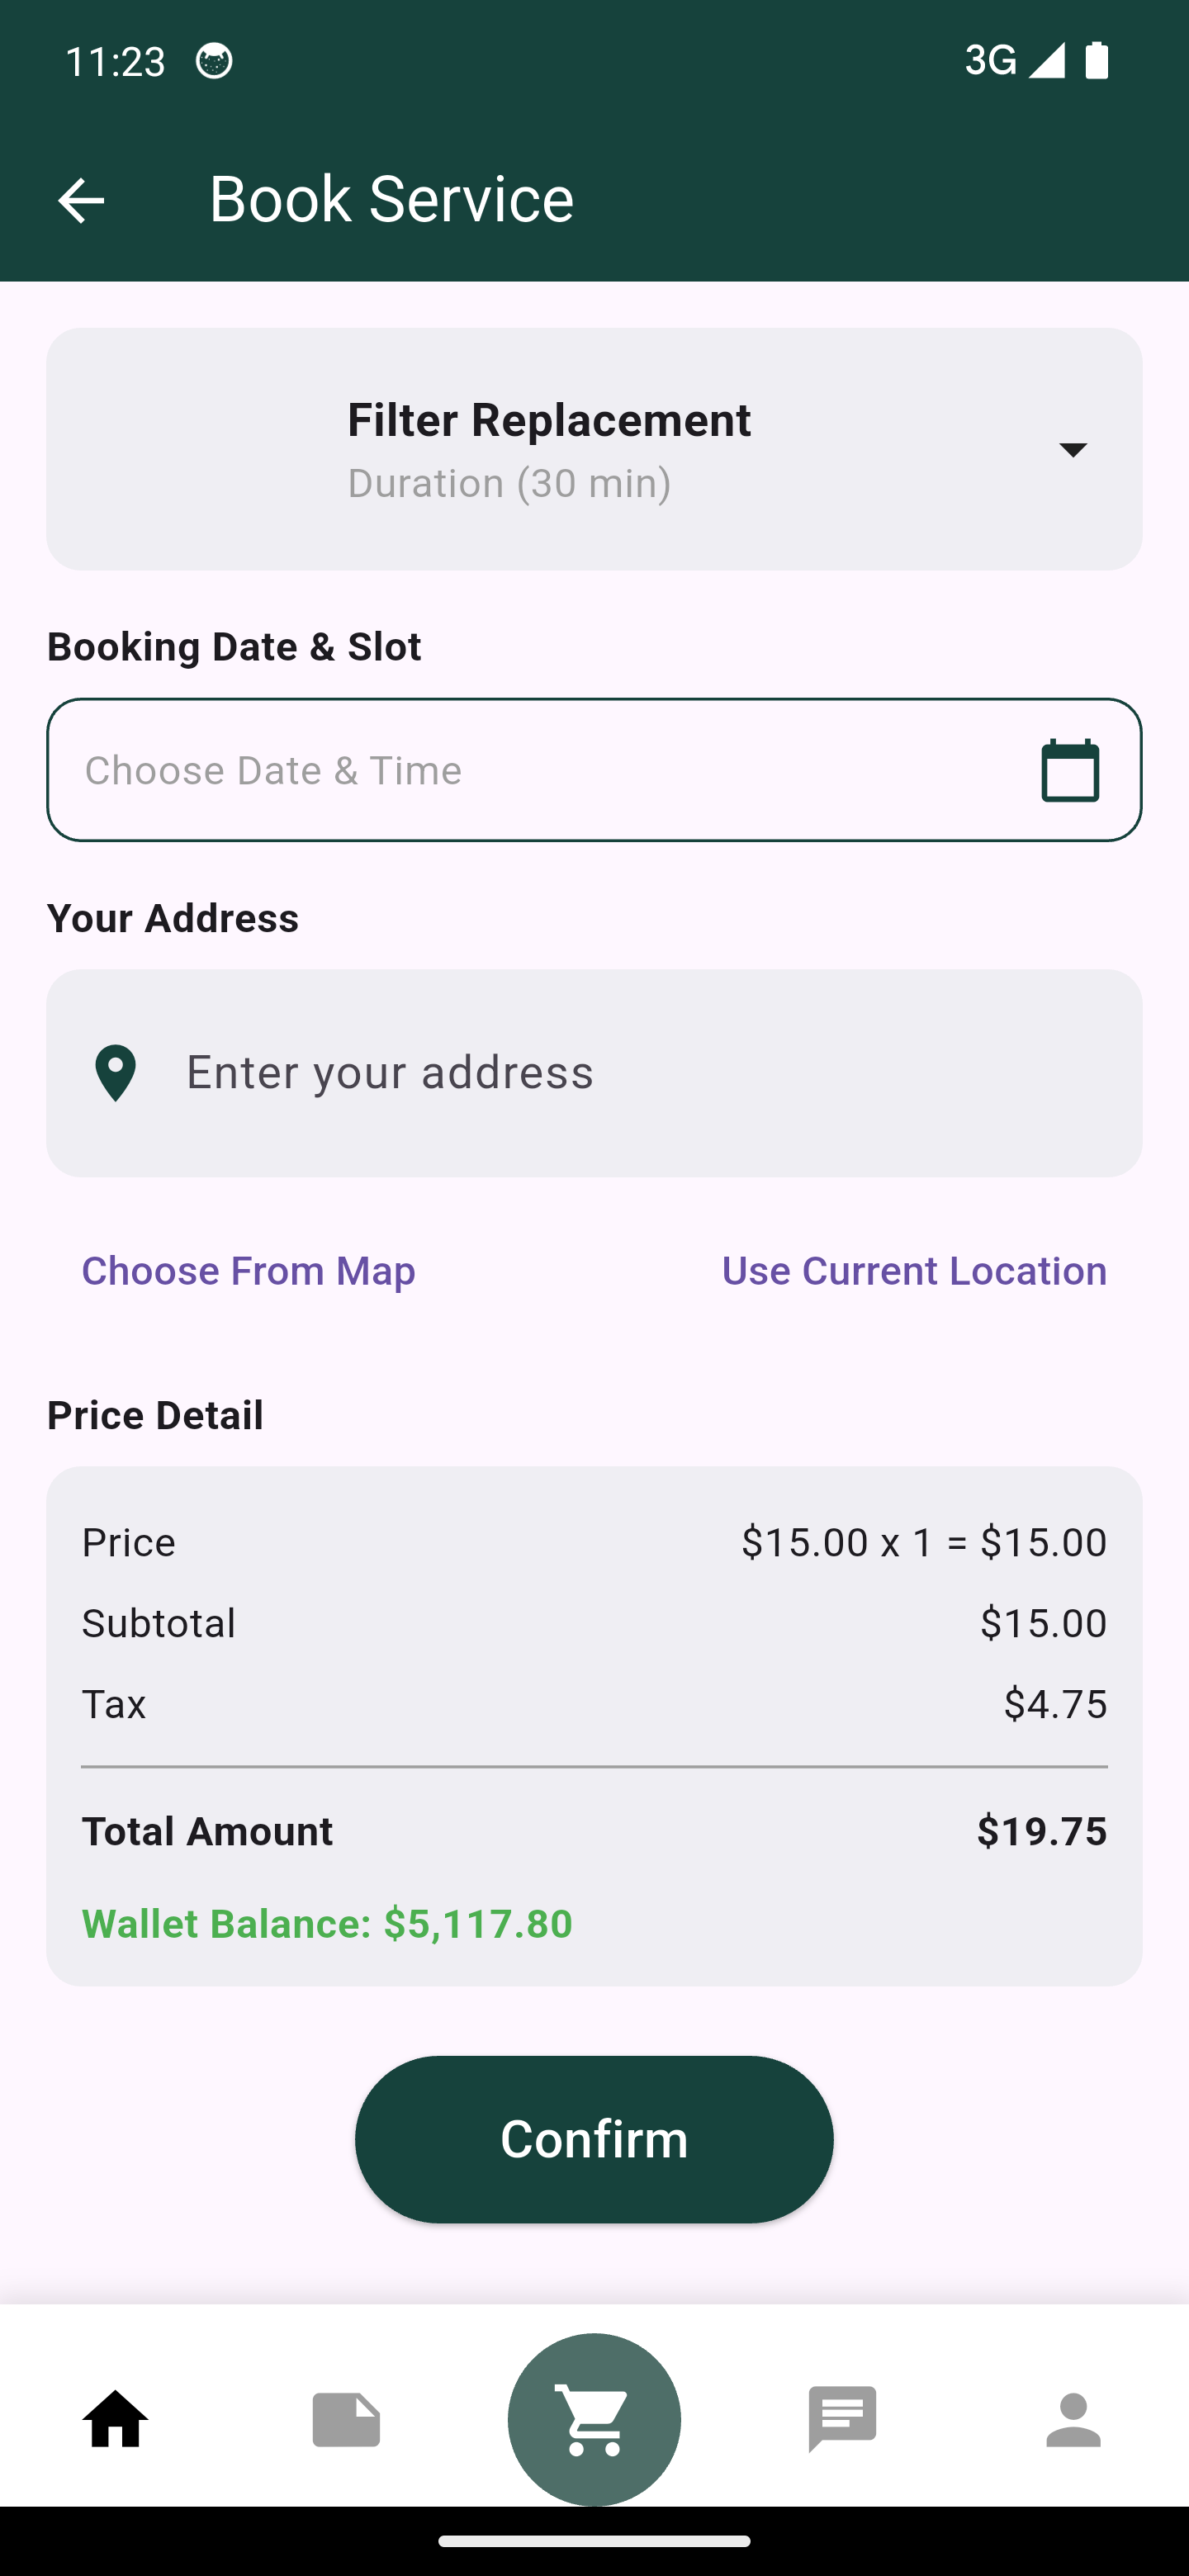 11:23
3G
Book Service
Filter Replacement
Duration (30 min)
Booking Date & Slot
Choose Date & Time
Your Address
Enter your address
Choose From Map
Use Current Location
Price Detail
Price $15.00 x 1 = $15.00
Subtotal $15.00
Tax $4.75
Total Amount $19.75
Wallet Balance: $5,117.80
Confirm